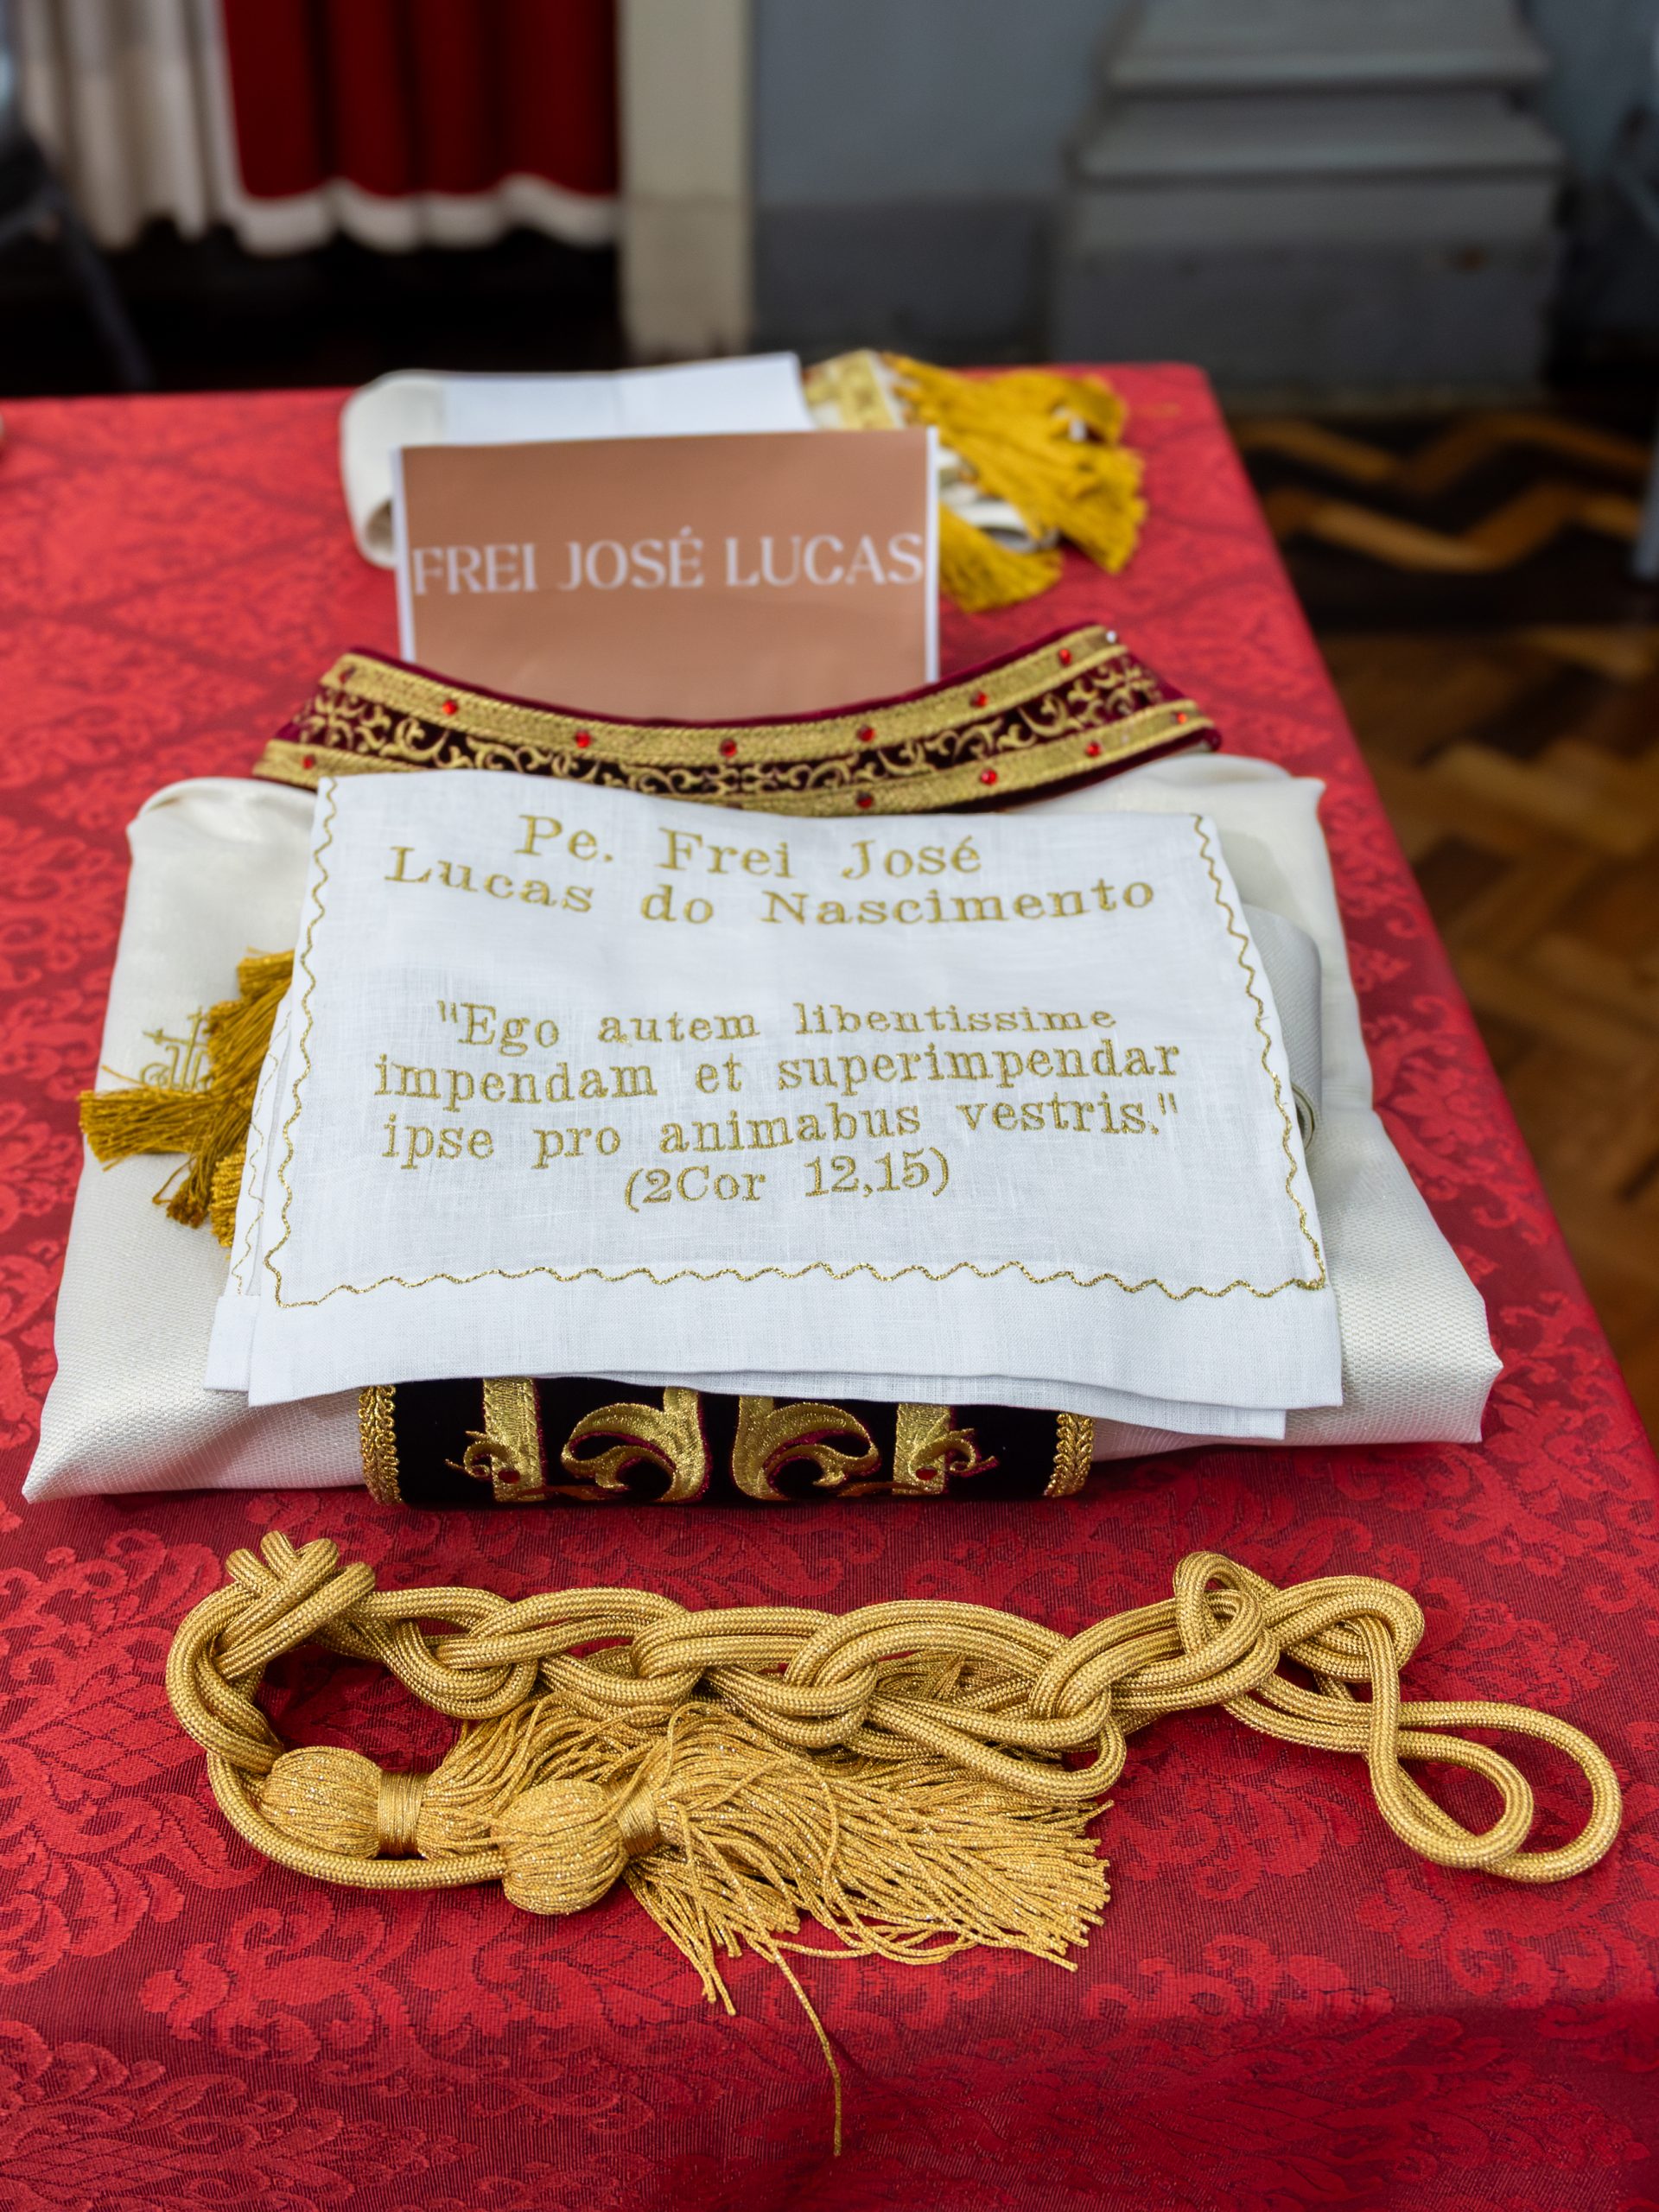 FREI JOSÉ LUCAS
Pe. Frei José
Lucas do Nascimento
"Ego autem libentissime
impendam et superimpendar
ipse pro animabus vestris."
(2Cor 12,15)